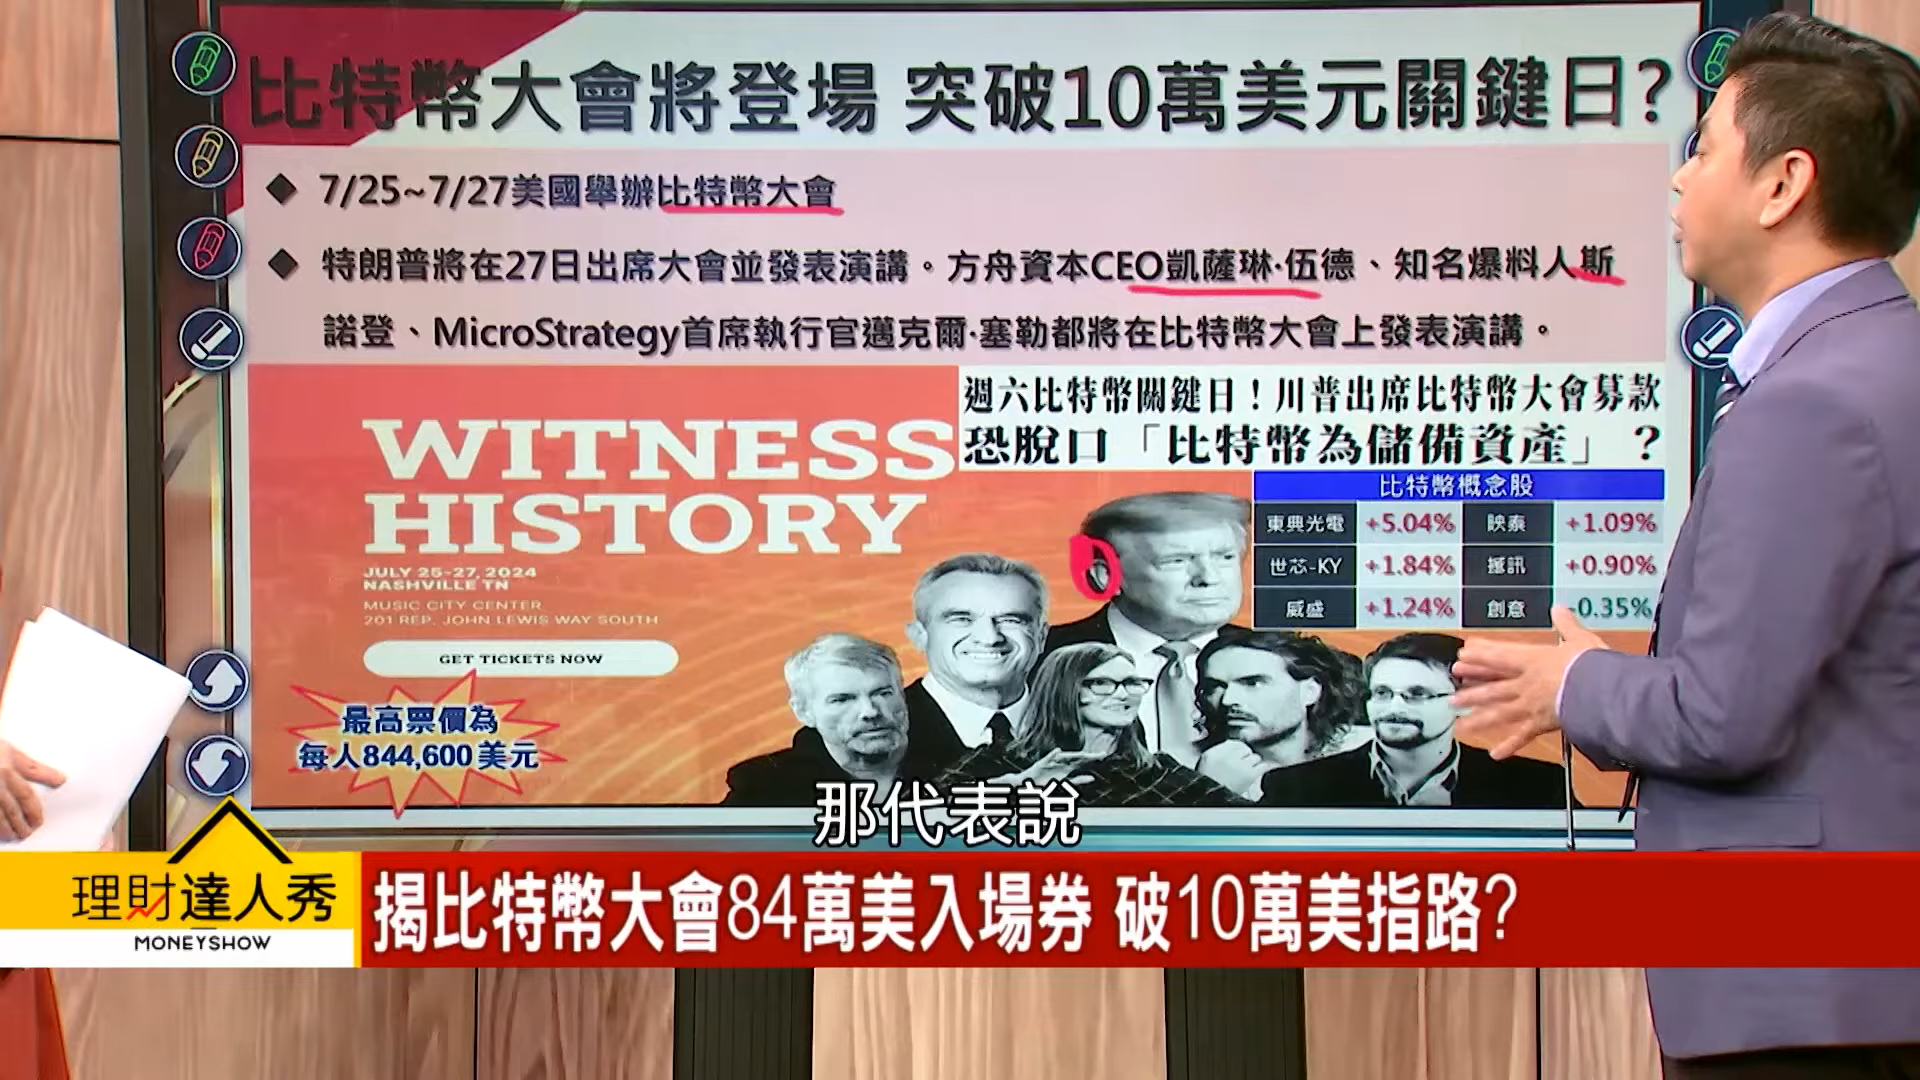 比特幣大會將登場 突破10萬美元關鍵日?
◆ 7/25~7/27美國舉辦比特幣大會
◆ 特朗普將在27日出席大會並發表演講。方舟資本CEO凱薩琳·伍德、知名爆料人斯
諾登、MicroStrategy首席執行官邁克爾·塞勒都將在比特幣大會上發表演講。
週六比特幣關鍵日！川普出席比特幣大會募款
恐脫口「比特幣為儲備資產」？
WITNESS
HISTORY
JULY 25-27, 2024
NASHVILLE TN
MUSIC CITY CENTER
201 REP. JOHN LEWIS WAY SOUTH
GET TICKETS NOW
最高票價為
每人844,600美元
比特幣概念股
東典光電 +5.04% 映泰 +1.09%
世芯-KY +1.84% 撼訊 +0.90%
威盛 +1.24% 創意 -0.35%
那代表說
理財達人秀
MONEYSHOW
揭比特幣大會84萬美入場券 破10萬美指路?